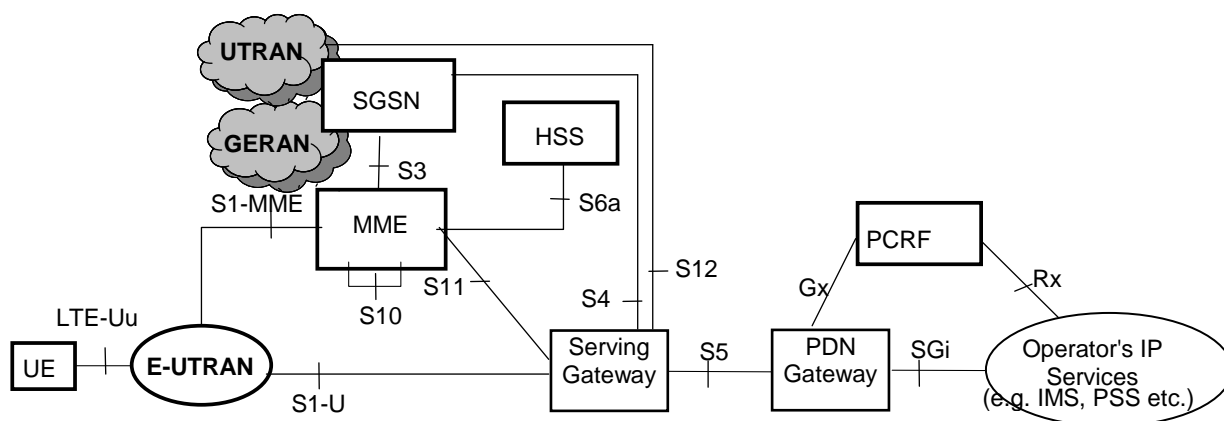 UTRAN
SGSN
GERAN
HSS
S3
S1-MME
S6a
MME
PCRF
S12
S11
S4
Gx
Rx
S10
LTE-Uu
UE
E-UTRAN
S1-U
Serving
Gateway
S5
PDN
Gateway
SGi
Operator's IP
Services
(e.g. IMS, PSS etc.)